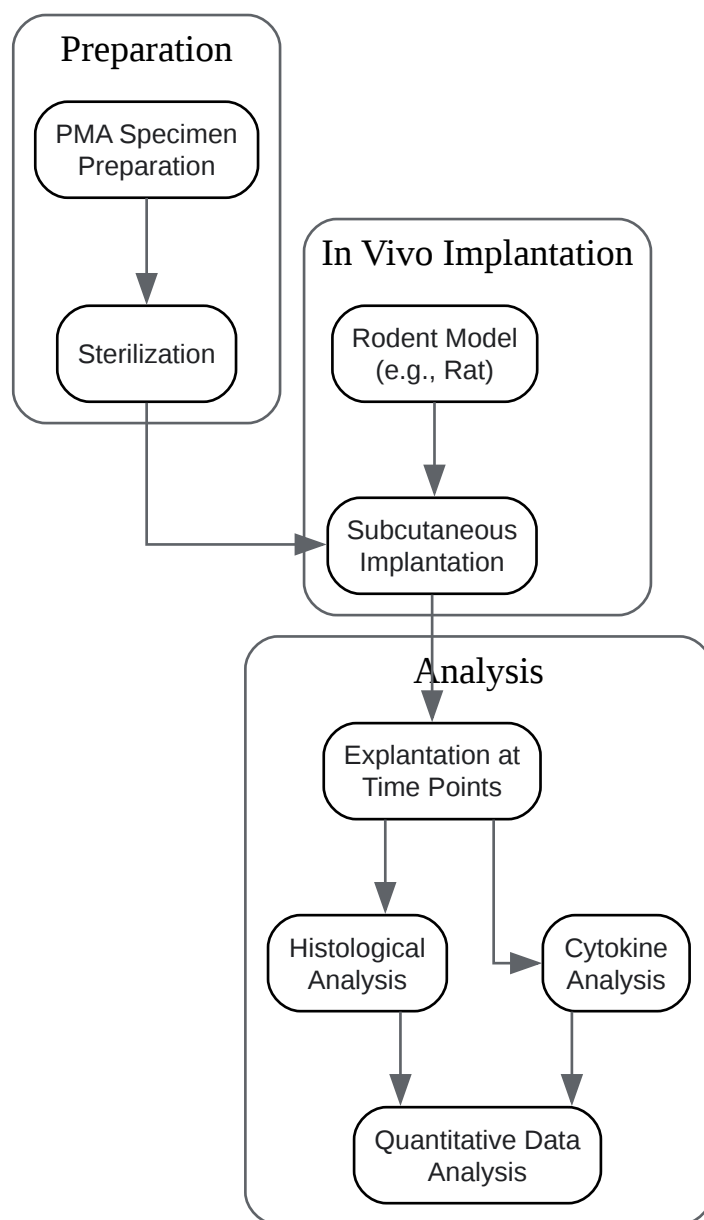 Preparation
PMA Specimen
Preparation
Sterilization
In Vivo Implantation
Rodent Model
(e.g., Rat)
Subcutaneous
Implantation
Analysis
Explantation at
Time Points
Histological
Analysis
Cytokine
Analysis
Quantitative Data
Analysis